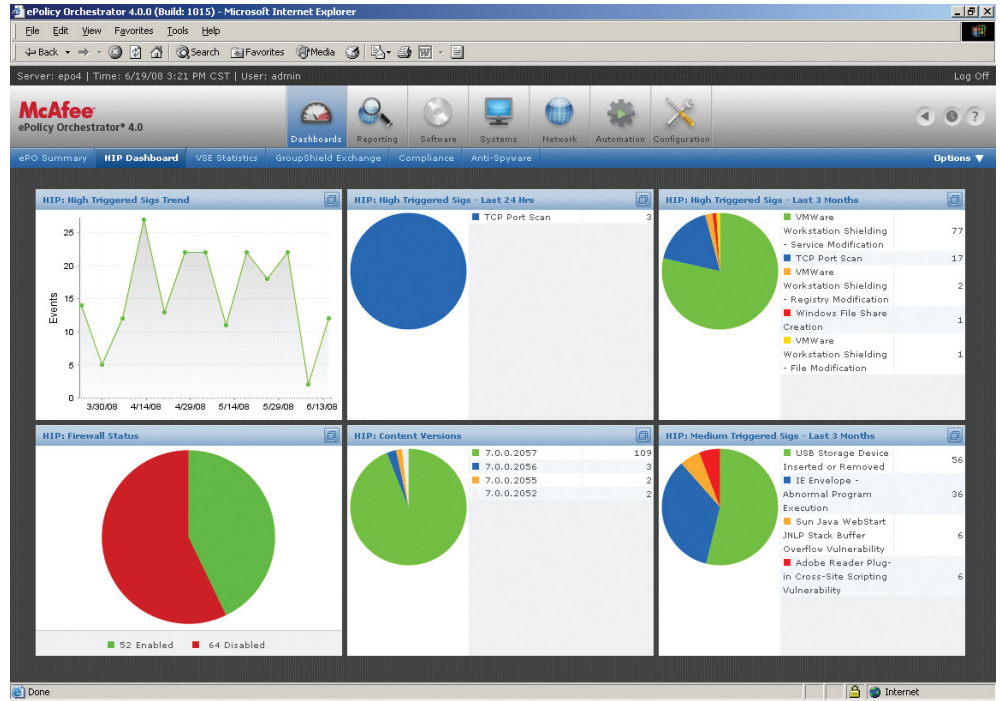 ePolicy Orchestrator 4.0.0 (Build: 1015) - Microsoft Internet Explorer
File Edit View Favorites Tools Help
Back Search Favorites Media
Server: epo4 | Time: 6/19/08 3:21 PM CST | User: admin Log Off
McAfee
ePolicy Orchestrator® 4.0
Dashboards Reporting Software Systems Network Automation Configuration
ePO Summary HIP Dashboard VSE Statistics GroupShield Exchange Compliance Anti-Spyware Options ▼
HIP: High Triggered Sigs Trend
Events
25
20
15
10
5
0
3/30/08 4/14/08 4/29/08 5/14/08 5/29/08 6/13/08
HIP: High Triggered Sigs - Last 24 Hrs
TCP Port Scan 3
HIP: High Triggered Sigs - Last 3 Months
VMWare
Workstation Shielding 77
- Service Modification
TCP Port Scan 17
VMWare
Workstation Shielding 2
- Registry Modification
Windows File Share
Creation 1
VMWare
Workstation Shielding 1
- File Modification
HIP: Firewall Status
52 Enabled 64 Disabled
HIP: Content Versions
7.0.0.2057 109
7.0.0.2056 3
7.0.0.2055 2
7.0.0.2052 2
HIP: Medium Triggered Sigs - Last 3 Months
USB Storage Device
Inserted or Removed 56
IE Envelope -
Abnormal Program 36
Execution
Sun Java WebStart
JNLP Stack Buffer 6
Overflow Vulnerability
Adobe Reader Plug-
in Cross-Site Scripting 6
Vulnerability
Done Internet